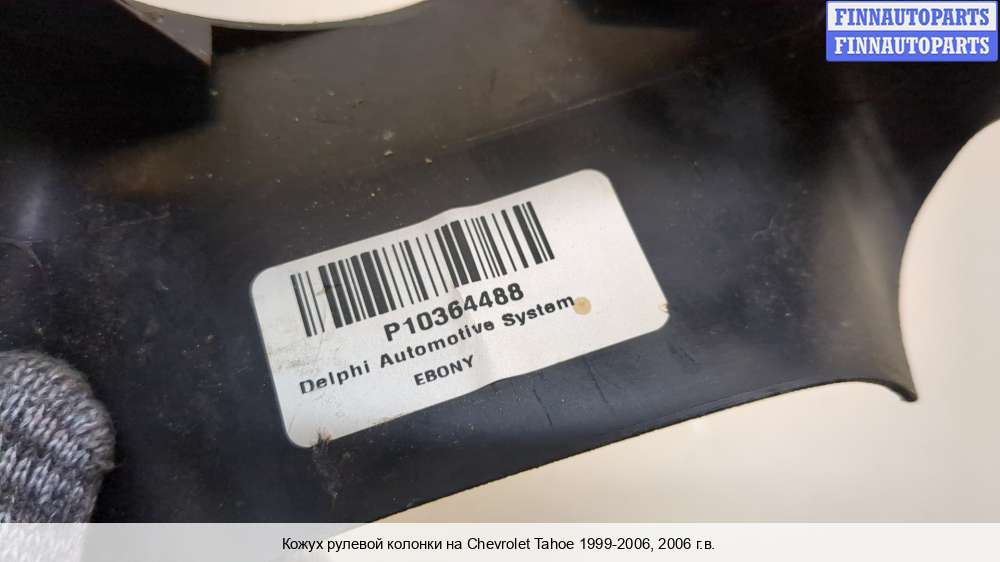 FINNAUTOPARTS
FINNAUTOPARTS
P10364488
Delphi Automotive System
EBONY
Кожух рулевой колонки на Chevrolet Tahoe 1999-2006, 2006 г.в.